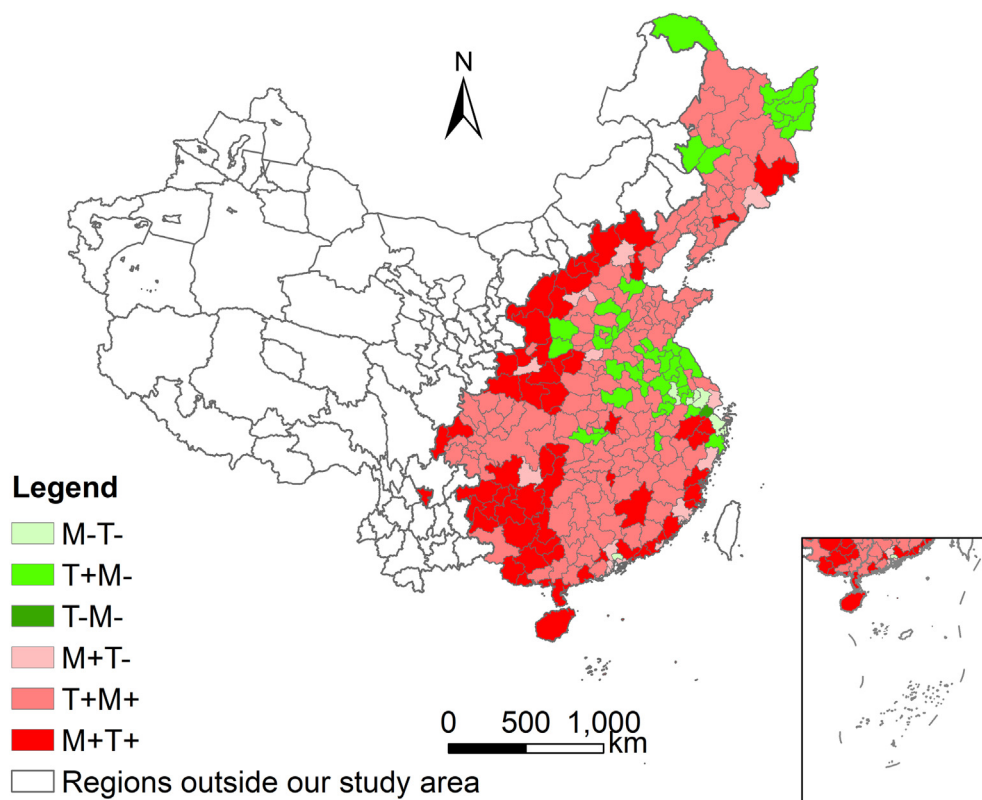 N
Legend
M-T-
T+M-
T-M-
M+T-
T+M+
M+T+
Regions outside our study area
0 500 1,000
km